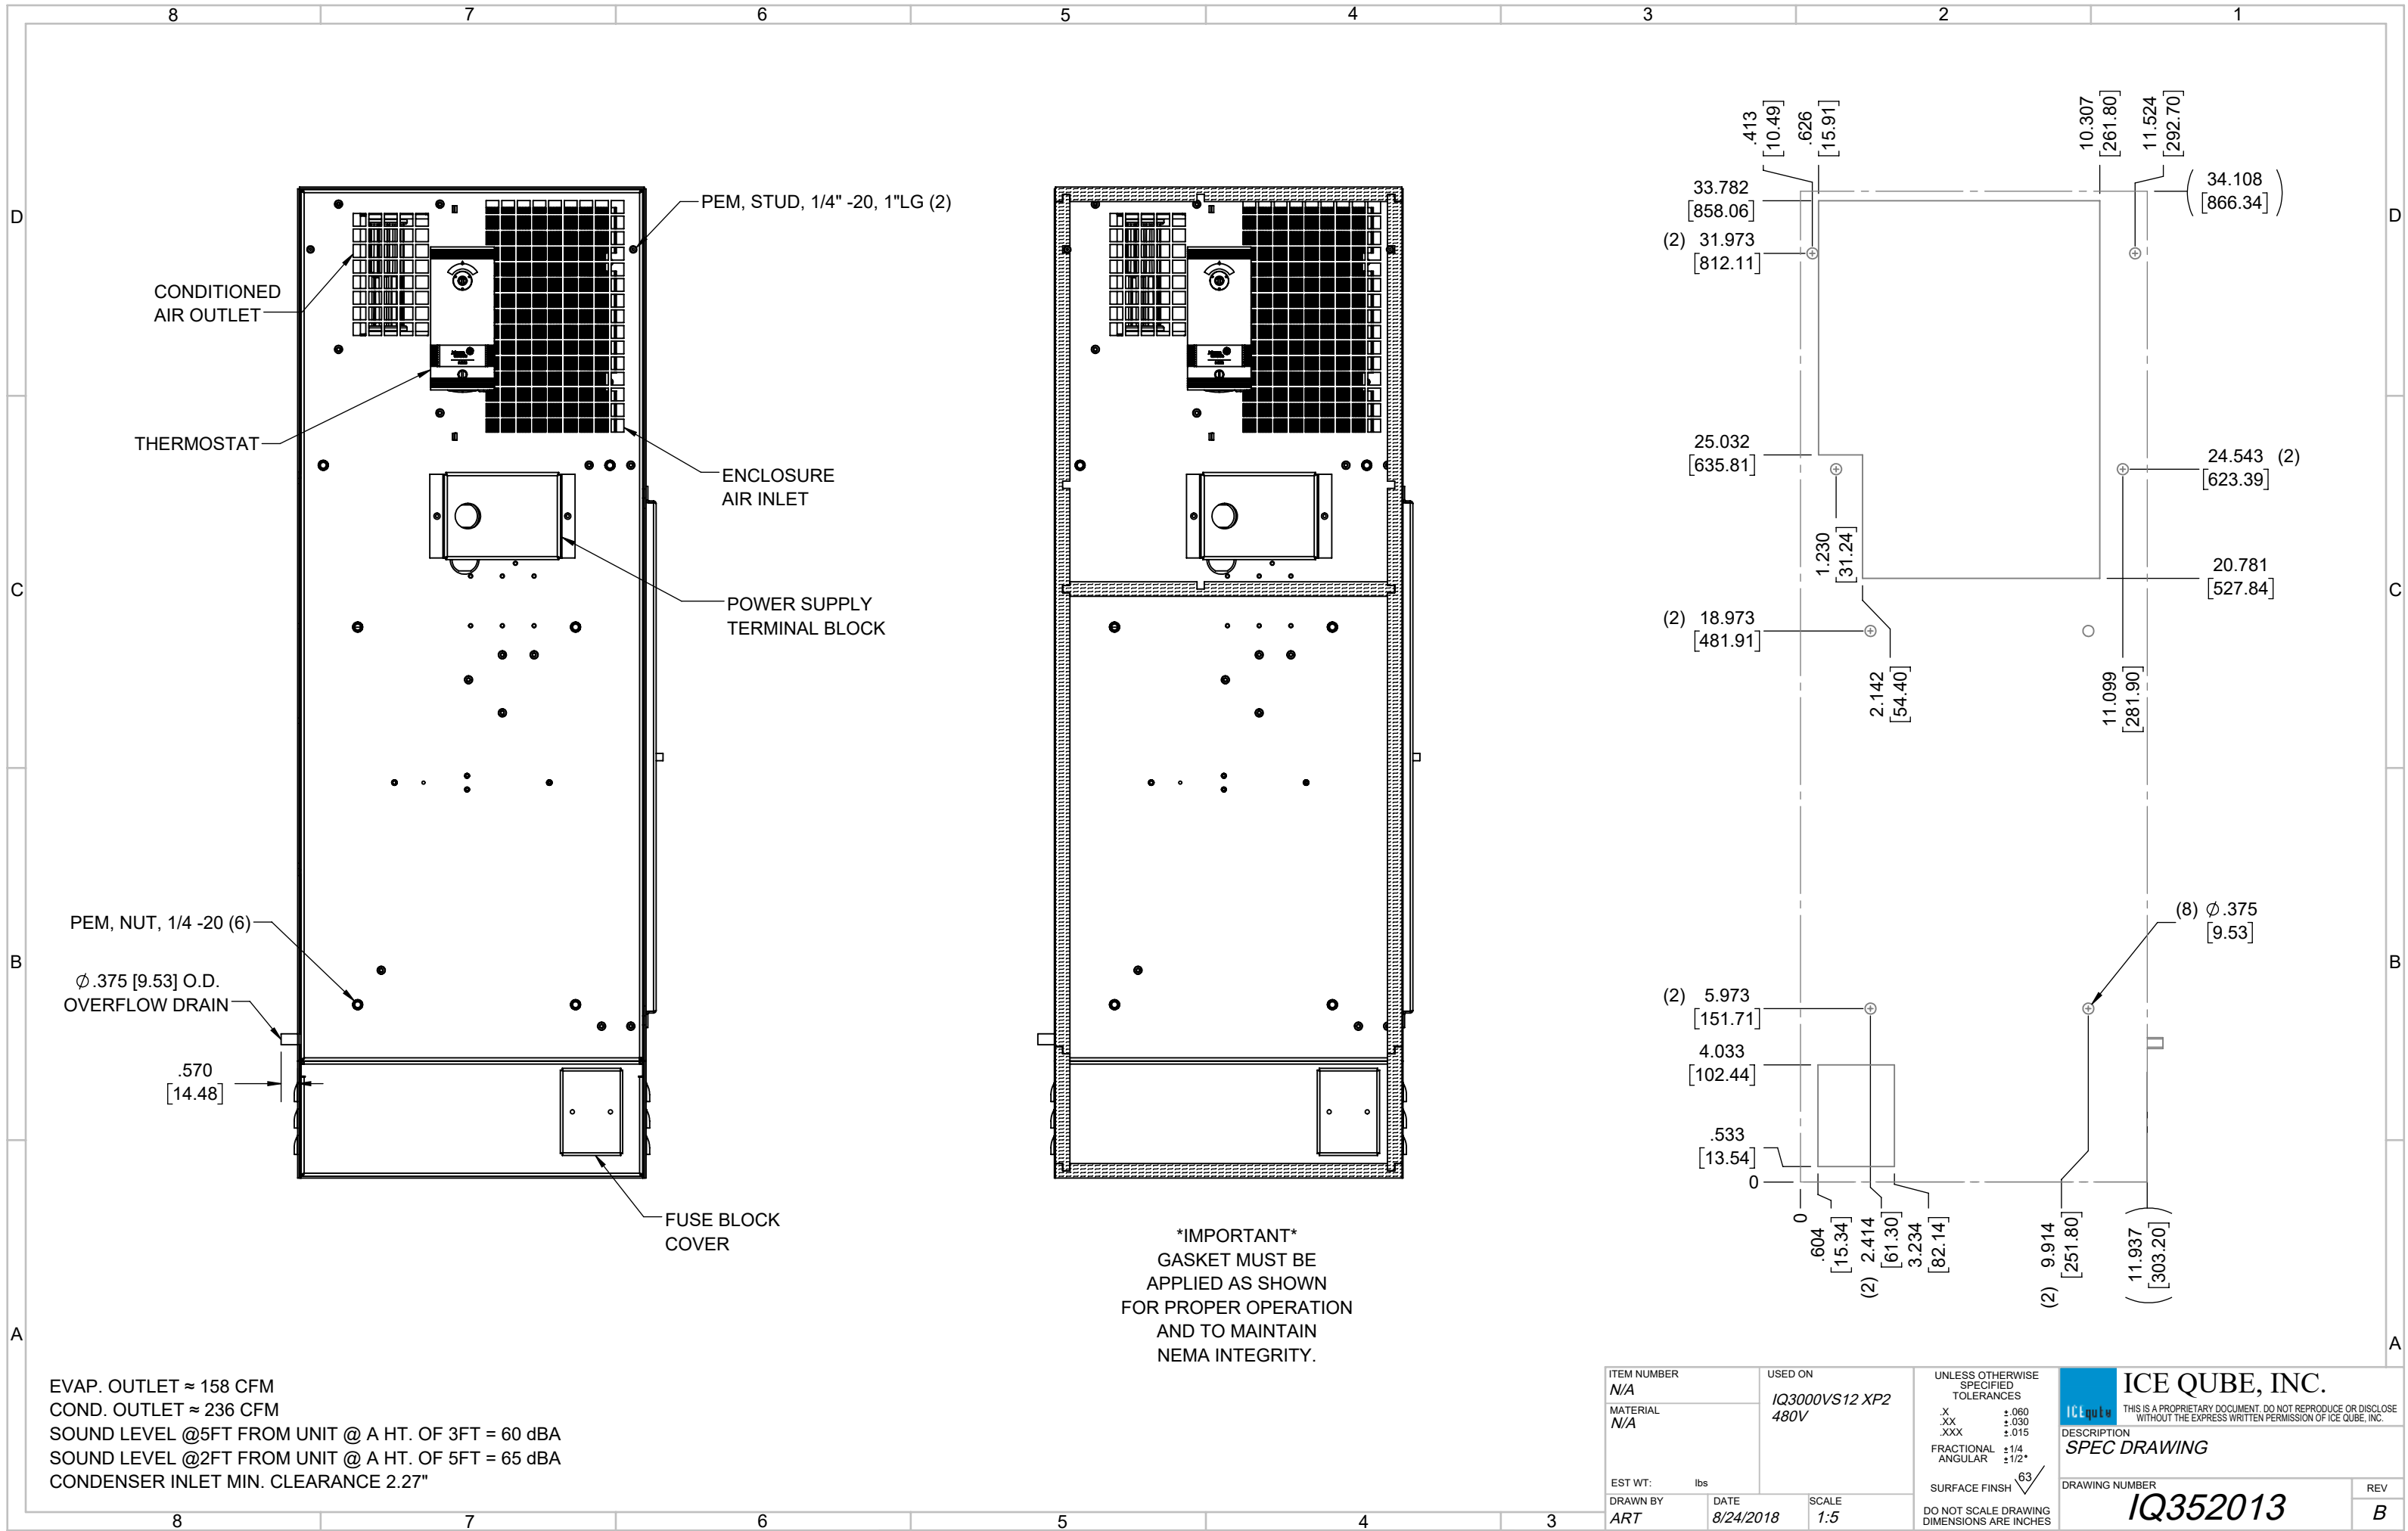 8 7 6 5 4 3 2 1
D
C
B
A
D
C
B
A
CONDITIONED
AIR OUTLET
THERMOSTAT
PEM, STUD, 1/4" -20, 1"LG (2)
ENCLOSURE
AIR INLET
POWER SUPPLY
TERMINAL BLOCK
PEM, NUT, 1/4 -20 (6)
Ø.375 [9.53] O.D.
OVERFLOW DRAIN
.570
[14.48]
FUSE BLOCK
COVER
*IMPORTANT*
GASKET MUST BE
APPLIED AS SHOWN
FOR PROPER OPERATION
AND TO MAINTAIN
NEMA INTEGRITY.
.413
[10.49]
.626
[15.91]
10.307
[261.80]
11.524
[292.70]
33.782
[858.06]
(34.108
[866.34])
(2) 31.973
[812.11]
25.032
[635.81]
24.543 (2)
[623.39]
1.230
[31.24]
20.781
[527.84]
(2) 18.973
[481.91]
2.142
[54.40]
11.099
[281.90]
(8) Ø.375
[9.53]
(2) 5.973
[151.71]
4.033
[102.44]
.533
[13.54]
0
0
.604
[15.34]
(2) 2.414
[61.30]
3.234
[82.14]
(2) 9.914
[251.80]
(11.937
[303.20])
EVAP. OUTLET ≈ 158 CFM
COND. OUTLET ≈ 236 CFM
SOUND LEVEL @5FT FROM UNIT @ A HT. OF 3FT = 60 dBA
SOUND LEVEL @2FT FROM UNIT @ A HT. OF 5FT = 65 dBA
CONDENSER INLET MIN. CLEARANCE 2.27"
ITEM NUMBER
N/A
MATERIAL
N/A
EST WT: lbs
DRAWN BY
ART
DATE
8/24/2018
SCALE
1:5
USED ON
IQ3000VS12 XP2
480V
UNLESS OTHERWISE
SPECIFIED
TOLERANCES
.X ±.060
.XX ±.030
.XXX ±.015
FRACTIONAL ±1/4
ANGULAR ±1/2°
SURFACE FINSH 63
DO NOT SCALE DRAWING
DIMENSIONS ARE INCHES
ICEqube
ICE QUBE, INC.
THIS IS A PROPRIETARY DOCUMENT. DO NOT REPRODUCE OR DISCLOSE
WITHOUT THE EXPRESS WRITTEN PERMISSION OF ICE QUBE, INC.
DESCRIPTION
SPEC DRAWING
DRAWING NUMBER
IQ352013
REV
B
8 7 6 5 4 3